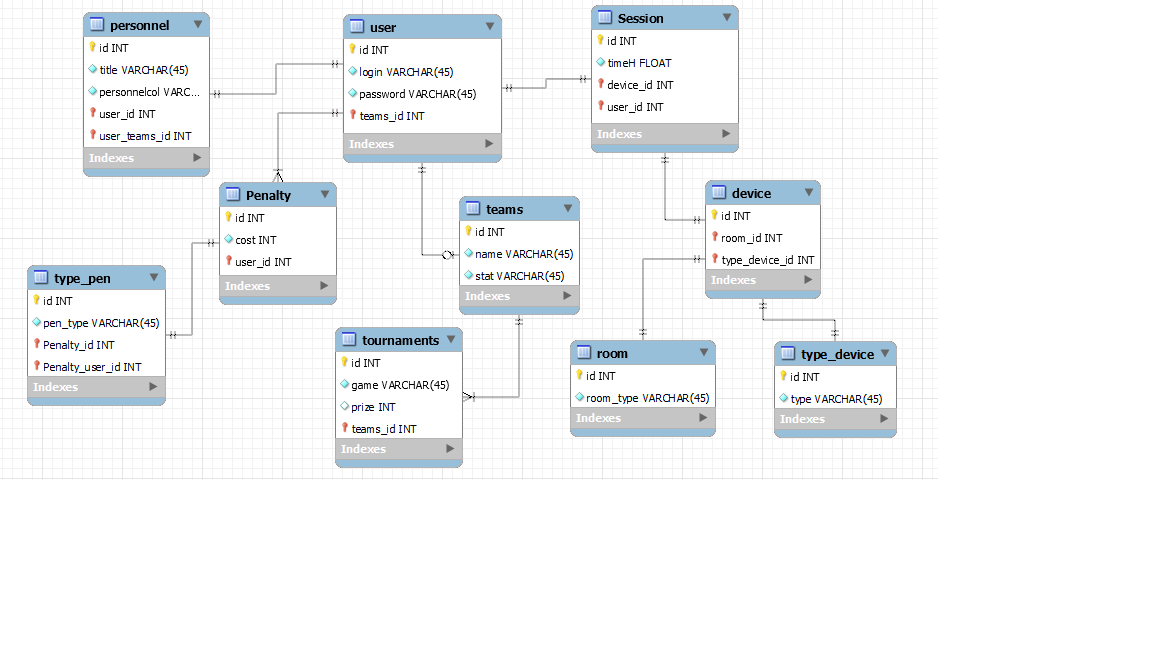 personnel
id INT
title VARCHAR(45)
personnelcol VARC...
user_id INT
user_teams_id INT
Indexes
user
id INT
login VARCHAR(45)
password VARCHAR(45)
teams_id INT
Indexes
Session
id INT
timeH FLOAT
device_id INT
user_id INT
Indexes
Penalty
id INT
cost INT
user_id INT
Indexes
teams
id INT
name VARCHAR(45)
stat VARCHAR(45)
Indexes
device
id INT
room_id INT
type_device_id INT
Indexes
type_pen
id INT
pen_type VARCHAR(45)
Penalty_id INT
Penalty_user_id INT
Indexes
tournaments
id INT
game VARCHAR(45)
prize INT
teams_id INT
Indexes
room
id INT
room_type VARCHAR(45)
Indexes
type_device
id INT
type VARCHAR(45)
Indexes